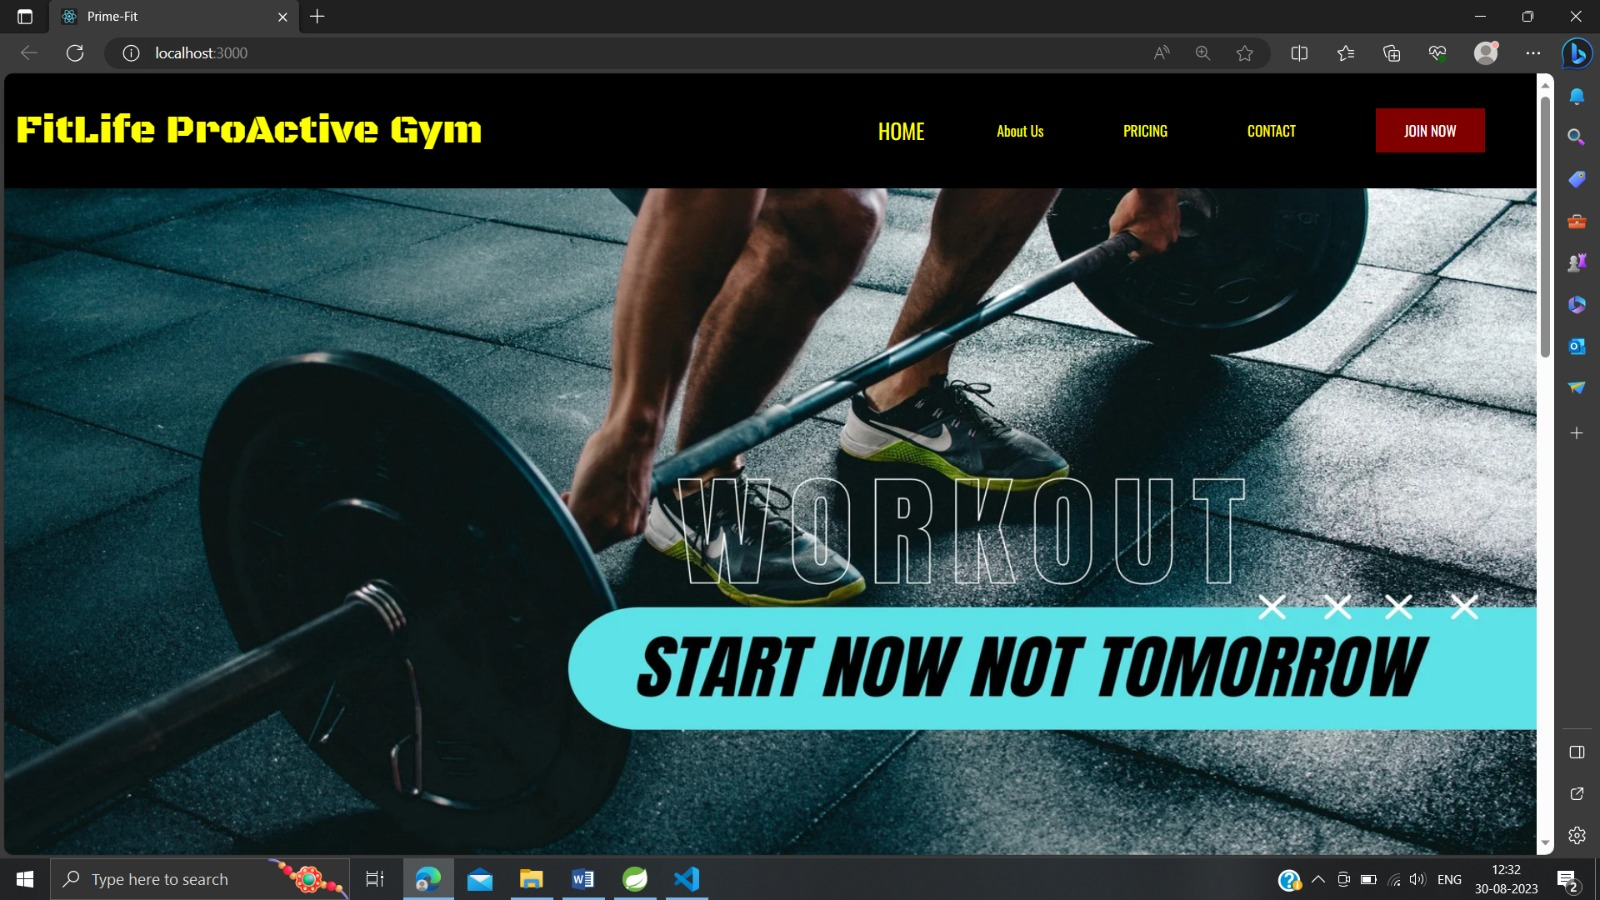 Prime-Fit
localhost:3000
FitLife ProActive Gym
HOME
About Us
PRICING
CONTACT
JOIN NOW
WORKOUT
START NOW NOT TOMORROW
Type here to search
ENG
12:32
30-08-2023
2